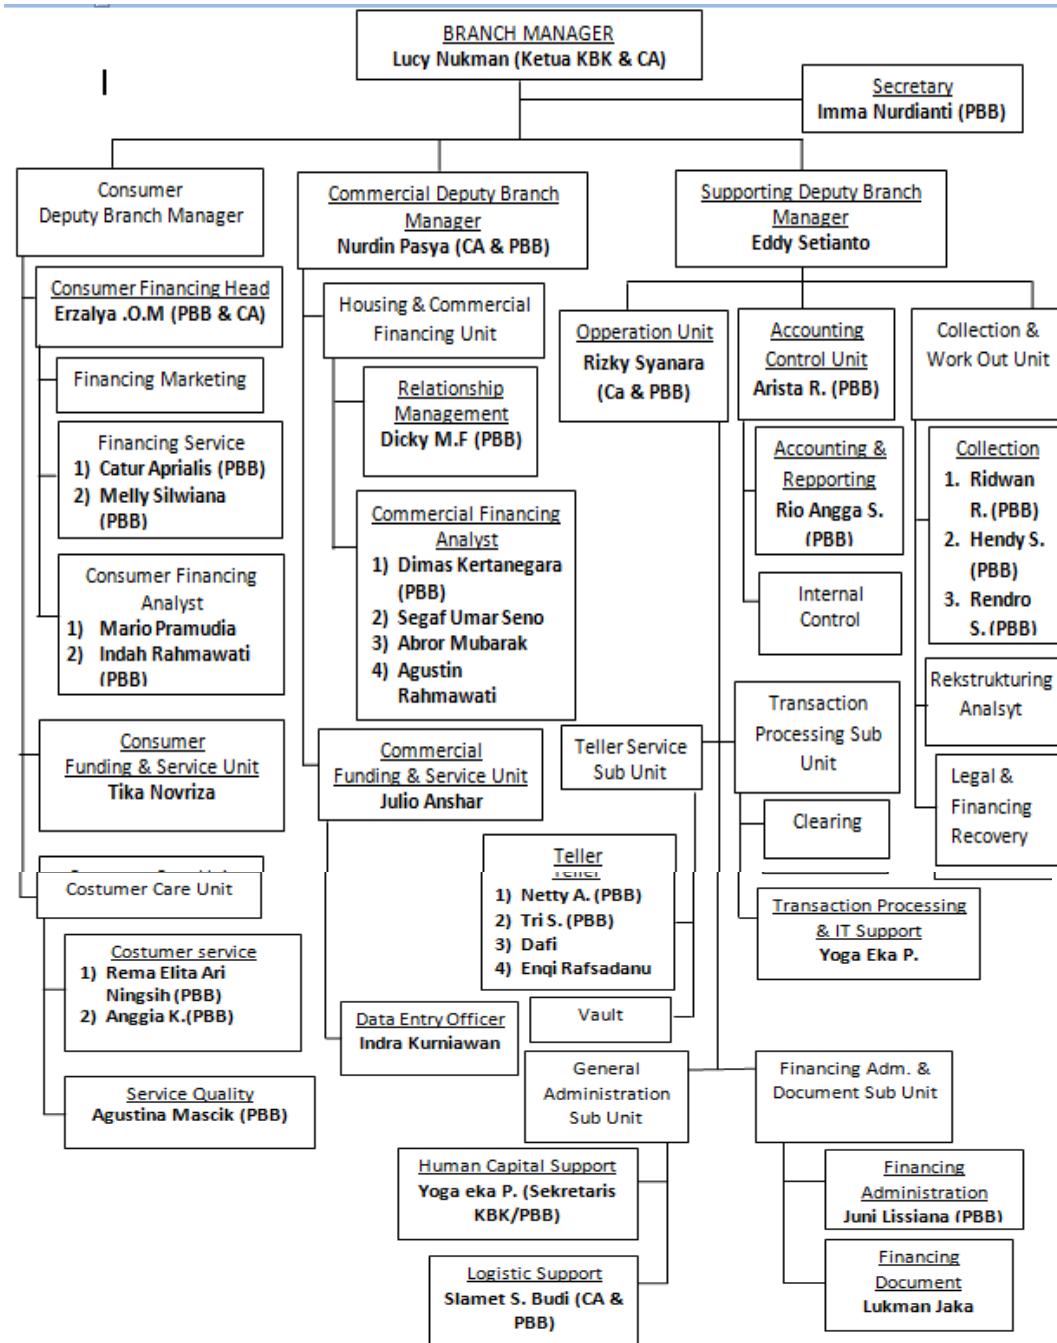 BRANCH MANAGER
Lucy Nukman (Ketua KBK & CA)
Secretary
Imma Nurdianti (PBB)
Consumer
Deputy Branch Manager
Commercial Deputy Branch
Manager
Nurdin Pasya (CA & PBB)
Supporting Deputy Branch
Manager
Eddy Setianto
Consumer Financing Head
Erzalya .O.M (PBB & CA)
Financing Marketing
Financing Service
1) Catur Aprialis (PBB)
2) Melly Silwiana
(PBB)
Consumer Financing
Analyst
1) Mario Pramudia
2) Indah Rahmawati
(PBB)
Consumer
Funding & Service Unit
Tika Novriza
Costumer Care Unit
Costumer service
1) Rema Elita Ari
Ningsih (PBB)
2) Anggia K.(PBB)
Service Quality
Agustina Mascik (PBB)
Housing & Commercial
Financing Unit
Relationship
Management
Dicky M.F (PBB)
Commercial Financing
Analyst
1) Dimas Kertanegara
(PBB)
2) Segaf Umar Seno
3) Abror Mubarak
4) Agustin
Rahmawati
Commercial
Funding & Service Unit
Julio Anshar
Data Entry Officer
Indra Kurniawan
Opperation Unit
Rizky Syanara
(Ca & PBB)
Accounting
Control Unit
Arista R. (PBB)
Accounting &
Repporting
Rio Angga S.
(PBB)
Internal
Control
Collection &
Work Out Unit
Collection
1. Ridwan
R. (PBB)
2. Hendy S.
(PBB)
3. Rendro
S. (PBB)
Rekstrukturing
Analsyt
Legal &
Financing
Recovery
Teller Service
Sub Unit
Teller
1) Netty A. (PBB)
2) Tri S. (PBB)
3) Dafi
4) Enqi Rafsadanu
Vault
Transaction
Processing Sub
Unit
Clearing
Transaction Processing
& IT Support
Yoga Eka P.
General
Administration
Sub Unit
Human Capital Support
Yoga eka P. (Sekretaris
KBK/PBB)
Logistic Support
Slamet S. Budi (CA &
PBB)
Financing Adm. &
Document Sub Unit
Financing
Administration
Juni Lissiana (PBB)
Financing
Document
Lukman Jaka